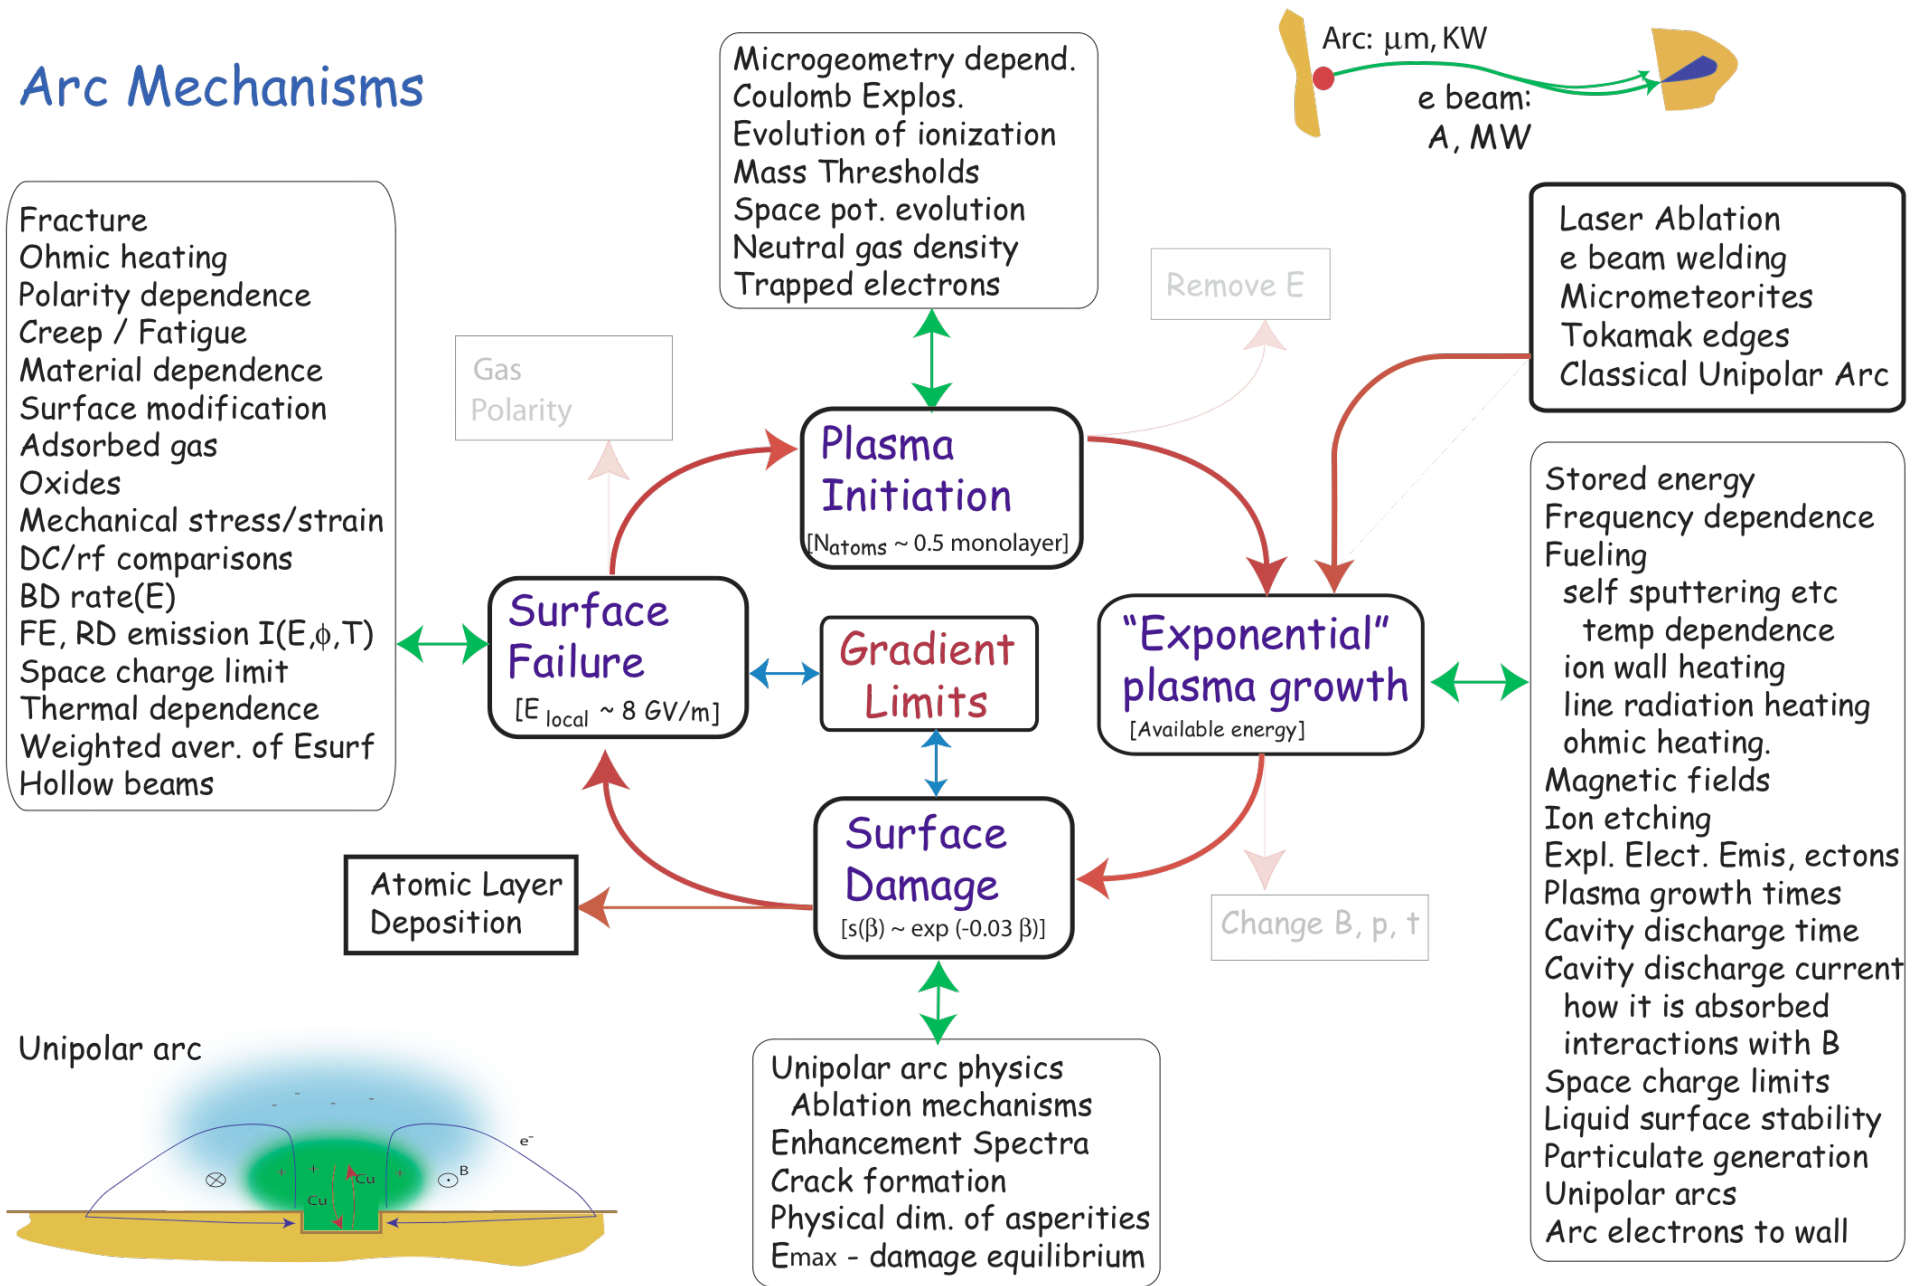 Arc Mechanisms
Microgeometry depend.
Coulomb Explos.
Evolution of ionization
Mass Thresholds
Space pot. evolution
Neutral gas density
Trapped electrons
Arc: μm, KW
e beam:
A, MW
Fracture
Ohmic heating
Polarity dependence
Creep / Fatigue
Material dependence
Surface modification
Adsorbed gas
Oxides
Mechanical stress/strain
DC/rf comparisons
BD rate(E)
FE, RD emission I(E,ϕ,T)
Space charge limit
Thermal dependence
Weighted aver. of Esurf
Hollow beams
Gas
Polarity
Remove E
Laser Ablation
e beam welding
Micrometeorites
Tokamak edges
Classical Unipolar Arc
Plasma
Initiation
[Natoms ~ 0.5 monolayer]
Surface
Failure
[E local ~ 8 GV/m]
Gradient
Limits
"Exponential"
plasma growth
[Available energy]
Surface
Damage
[s(β) ~ exp (-0.03 β)]
Atomic Layer
Deposition
Change B, p, t
Stored energy
Frequency dependence
Fueling
self sputtering etc
temp dependence
ion wall heating
line radiation heating
ohmic heating.
Magnetic fields
Ion etching
Expl. Elect. Emis, ectons
Plasma growth times
Cavity discharge time
Cavity discharge current
how it is absorbed
interactions with B
Space charge limits
Liquid surface stability
Particulate generation
Unipolar arcs
Arc electrons to wall
Unipolar arc physics
Ablation mechanisms
Enhancement Spectra
Crack formation
Physical dim. of asperities
Emax - damage equilibrium
Unipolar arc
- - - - -
e⁻
+ + +
B
Cu
Cu